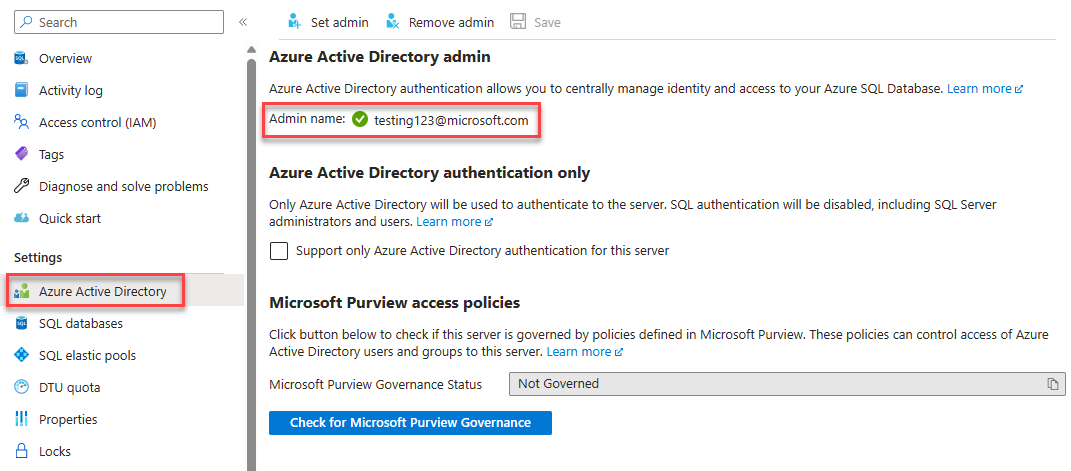 Search
«
Overview
Activity log
Access control (IAM)
Tags
Diagnose and solve problems
Quick start
Settings
Azure Active Directory
SQL databases
SQL elastic pools
DTU quota
Properties
Locks
Set admin
Remove admin
Save
Azure Active Directory admin
Azure Active Directory authentication allows you to centrally manage identity and access to your Azure SQL Database. Learn more
Admin name: testing123@microsoft.com
Azure Active Directory authentication only
Only Azure Active Directory will be used to authenticate to the server. SQL authentication will be disabled, including SQL Server
administrators and users. Learn more
Support only Azure Active Directory authentication for this server
Microsoft Purview access policies
Click button below to check if this server is governed by policies defined in Microsoft Purview. These policies can control access of Azure
Active Directory users and groups to this server. Learn more
Microsoft Purview Governance Status Not Governed
Check for Microsoft Purview Governance